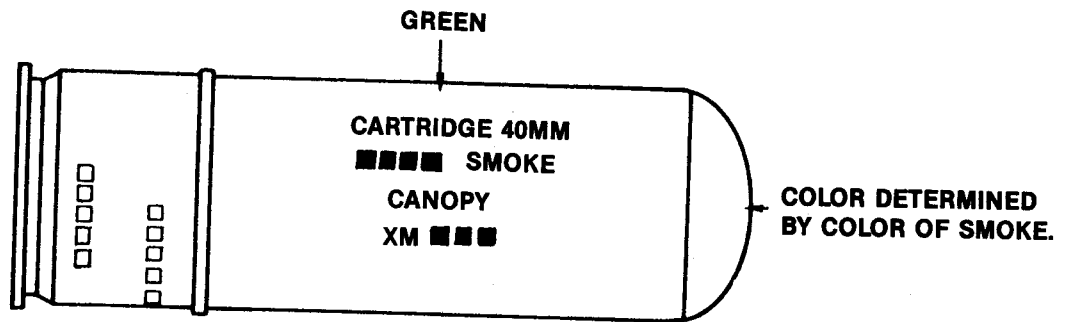 GREEN
CARTRIDGE 40MM
SMOKE
CANOPY
XM
COLOR DETERMINED
BY COLOR OF SMOKE.